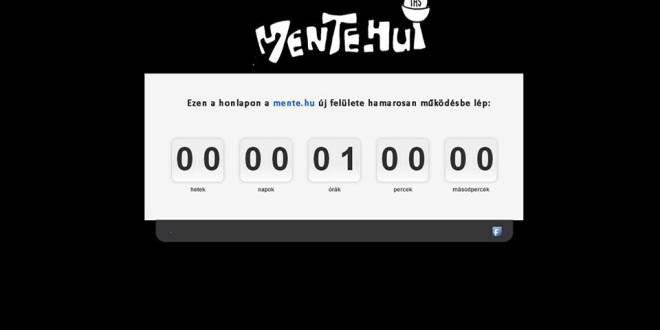 IHS
MENTE.HU
Ezen a honlapon a mente.hu új felülete hamarosan működésbe lép:
00 00 01 00 00
hetek napok órák percek másodpercek
f